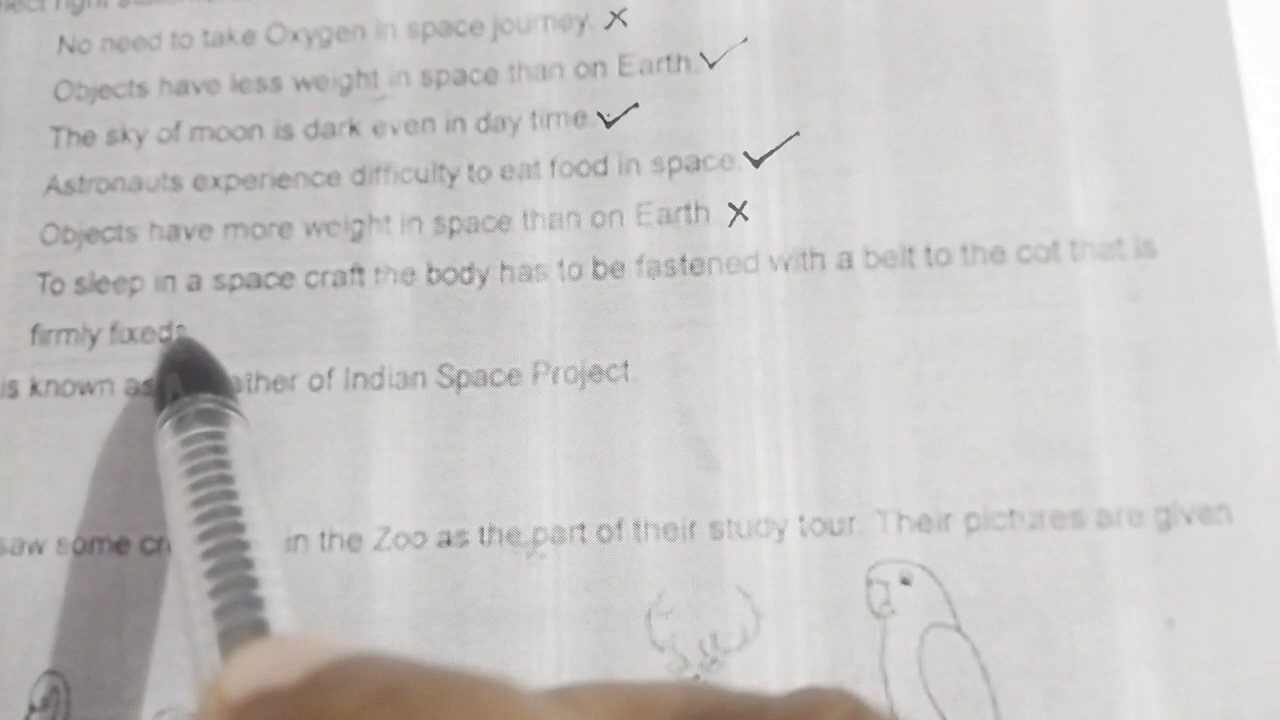 No need to take Oxygen in space journey. ✗
Objects have less weight in space than on Earth. ✓
The sky of moon is dark even in day time. ✓
Astronauts experience difficulty to eat food in space. ✓
Objects have more weight in space than on Earth ✗
To sleep in a space craft the body has to be fastened with a belt to the cot that is
firmly fixed
is known as ather of Indian Space Project
saw some in the Zoo as the part of their study tour. Their pictures are given